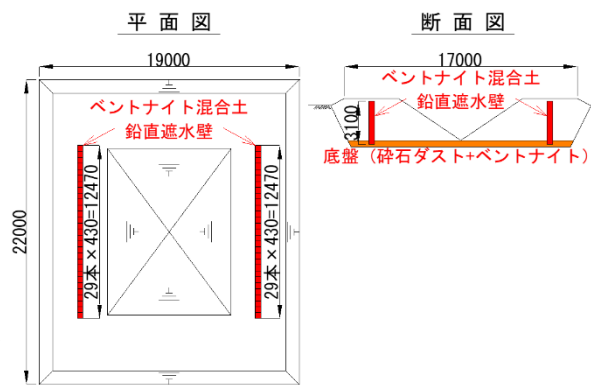 平面図
19000
22000
ベントナイト混合土
鉛直遮水壁
29本×430=12470
29本×430=12470
断面図
17000
ベントナイト混合土
鉛直遮水壁
3100
底盤（砕石ダスト+ベントナイト）